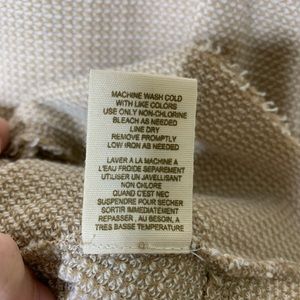 MACHINE WASH COLD
WITH LIKE COLORS
USE ONLY NON-CHLORINE
BLEACH AS NEEDED
LINE DRY
REMOVE PROMPTLY
LOW IRON AS NEEDED
LAVER A LA MACHINE A
L'EAU FROIDE SEPAREMENT
UTILISER UN JAVELLISANT
NON CHLORE
QUAND C'EST NEC
SUSPENDRE POUR SECHER
SORTIR IMMEDIATEMENT
REPASSER, AU BESOIN, A
TRES BASSE TEMPERATURE